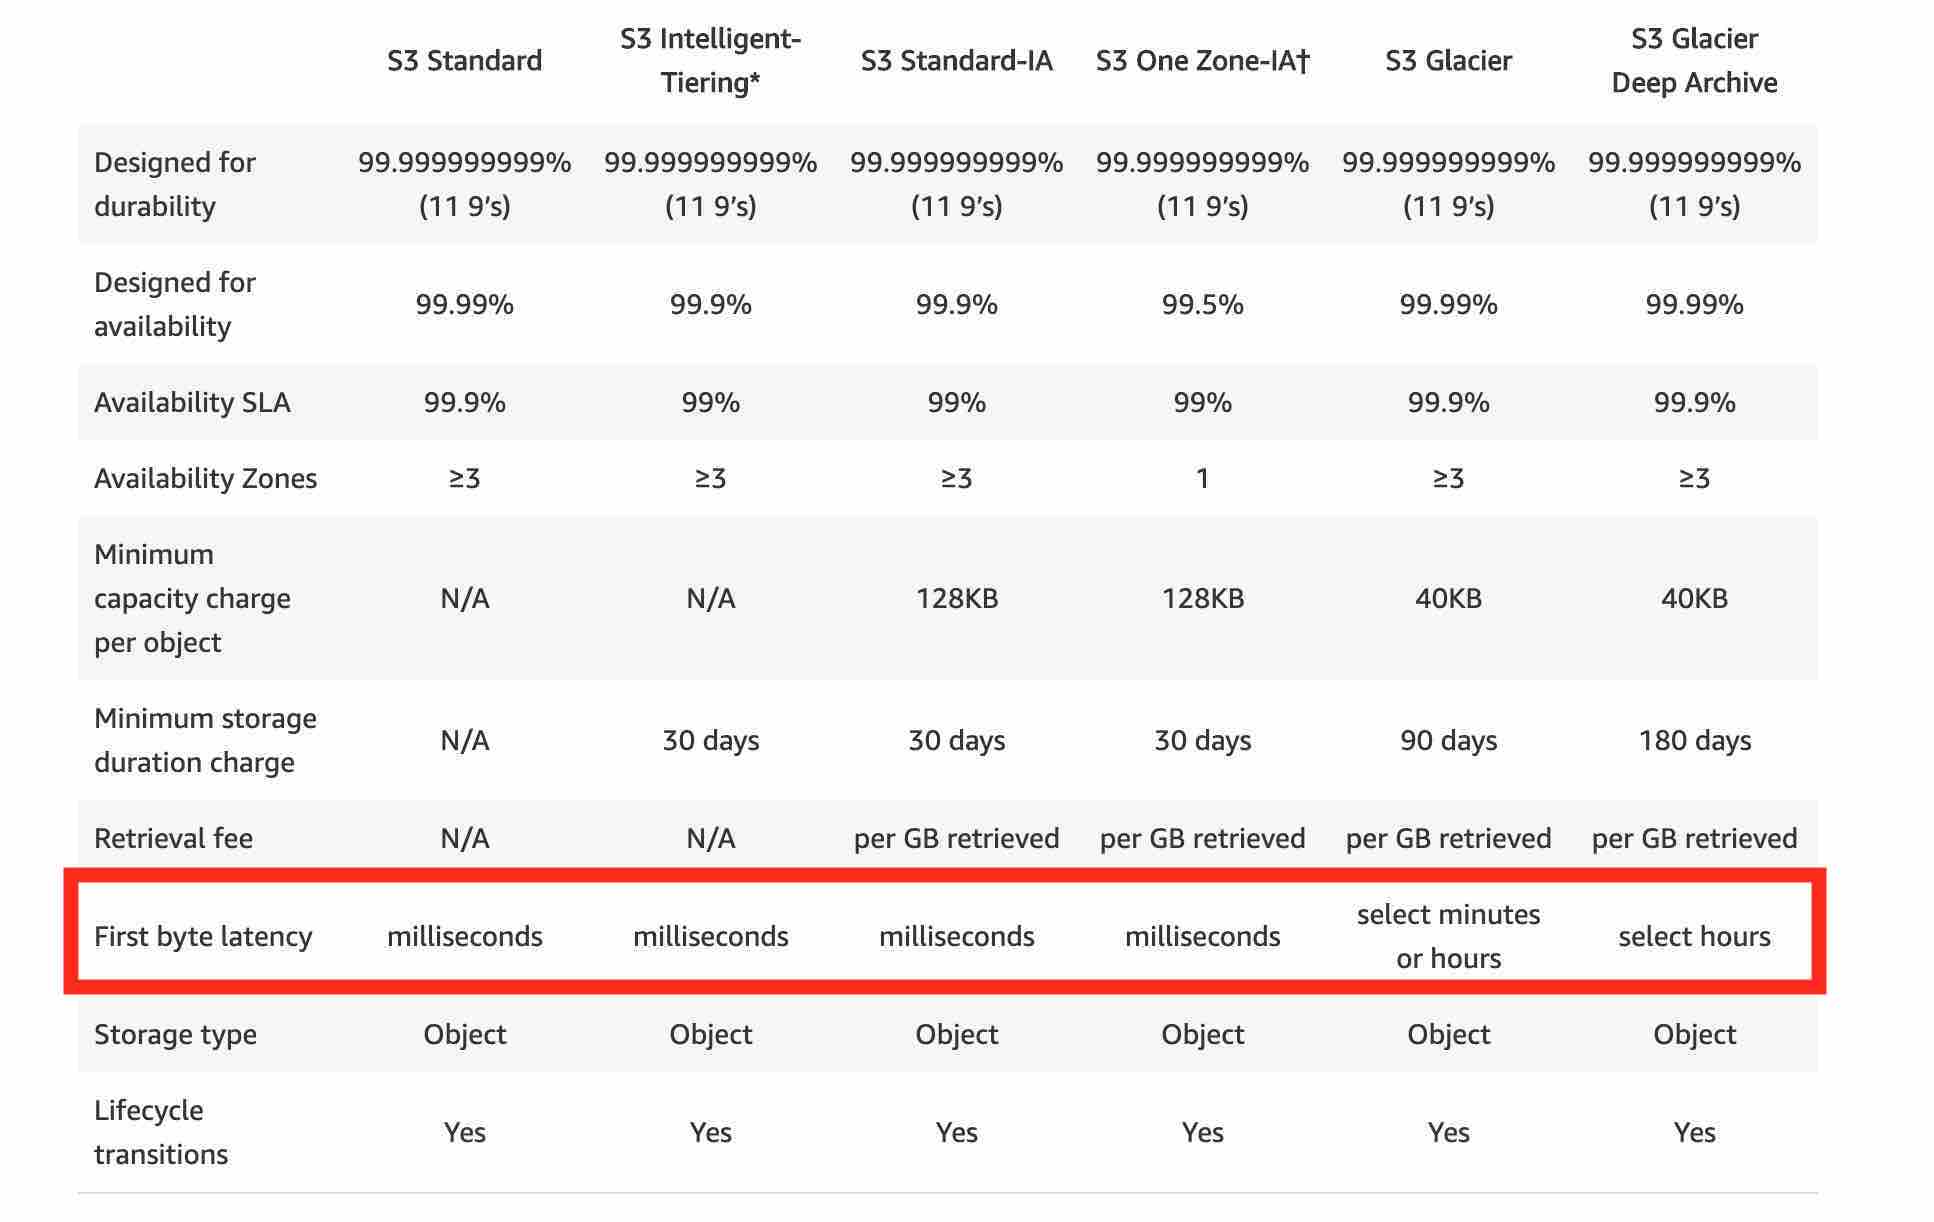 S3 Standard S3 Intelligent-Tiering* S3 Standard-IA S3 One Zone-IA† S3 Glacier S3 Glacier Deep Archive
Designed for durability 99.999999999% (11 9’s) 99.999999999% (11 9’s) 99.999999999% (11 9’s) 99.999999999% (11 9’s) 99.999999999% (11 9’s) 99.999999999% (11 9’s)
Designed for availability 99.99% 99.9% 99.9% 99.5% 99.99% 99.99%
Availability SLA 99.9% 99% 99% 99% 99.9% 99.9%
Availability Zones ≥3 ≥3 ≥3 1 ≥3 ≥3
Minimum capacity charge per object N/A N/A 128KB 128KB 40KB 40KB
Minimum storage duration charge N/A 30 days 30 days 30 days 90 days 180 days
Retrieval fee N/A N/A per GB retrieved per GB retrieved per GB retrieved per GB retrieved
First byte latency milliseconds milliseconds milliseconds milliseconds select minutes or hours select hours
Storage type Object Object Object Object Object Object
Lifecycle transitions Yes Yes Yes Yes Yes Yes